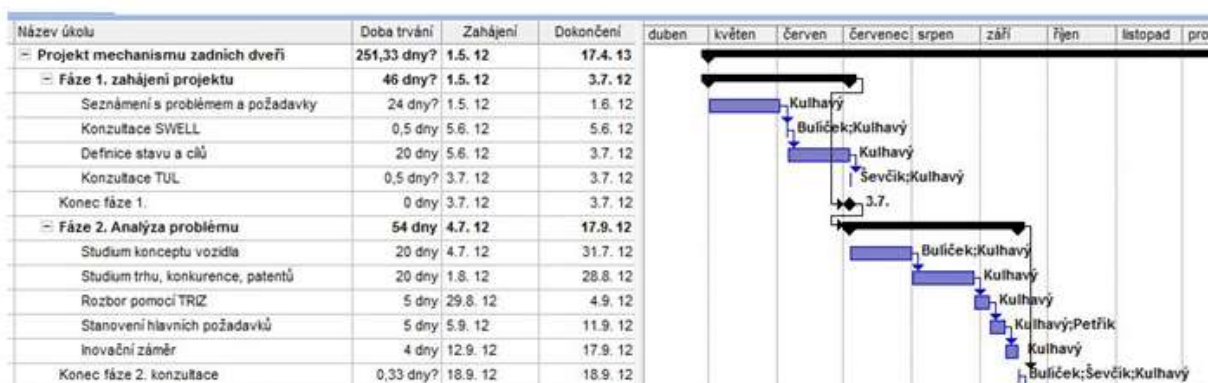 Název úkolu Doba trvání Zahájení Dokončení duben květen červen červenec srpen září říjen listopad pro
Projekt mechanismu zadních dveří 251,33 dny? 1.5. 12 17.4. 13
Fáze 1. zahájení projektu 46 dny? 1.5. 12 3.7. 12
Seznámení s problémem a požadavky 24 dny? 1.5. 12 1.6. 12 Kulhavý
Konzultace SWELL 0,5 dny 5.6. 12 5.6. 12 Bulíček;Kulhavý
Definice stavu a cílů 20 dny 5.6. 12 3.7. 12 Kulhavý
Konzultace TUL 0,5 dny? 3.7. 12 3.7. 12 Ševčík;Kulhavý
Konec fáze 1. 0 dny 3.7. 12 3.7. 12 3.7.
Fáze 2. Analýza problému 54 dny 4.7. 12 17.9. 12
Studium konceptu vozidla 20 dny 4.7. 12 31.7. 12 Bulíček;Kulhavý
Studium trhu, konkurence, patentů 20 dny 1.8. 12 28.8. 12 Kulhavý
Rozbor pomocí TRIZ 5 dny 29.8. 12 4.9. 12 Kulhavý
Stanovení hlavních požadavků 5 dny 5.9. 12 11.9. 12 Kulhavý;Petřík
Inovační záměr 4 dny 12.9. 12 17.9. 12 Kulhavý
Konec fáze 2. konzultace 0,33 dny? 18.9. 12 18.9. 12 Bulíček;Ševčík;Kulhavý